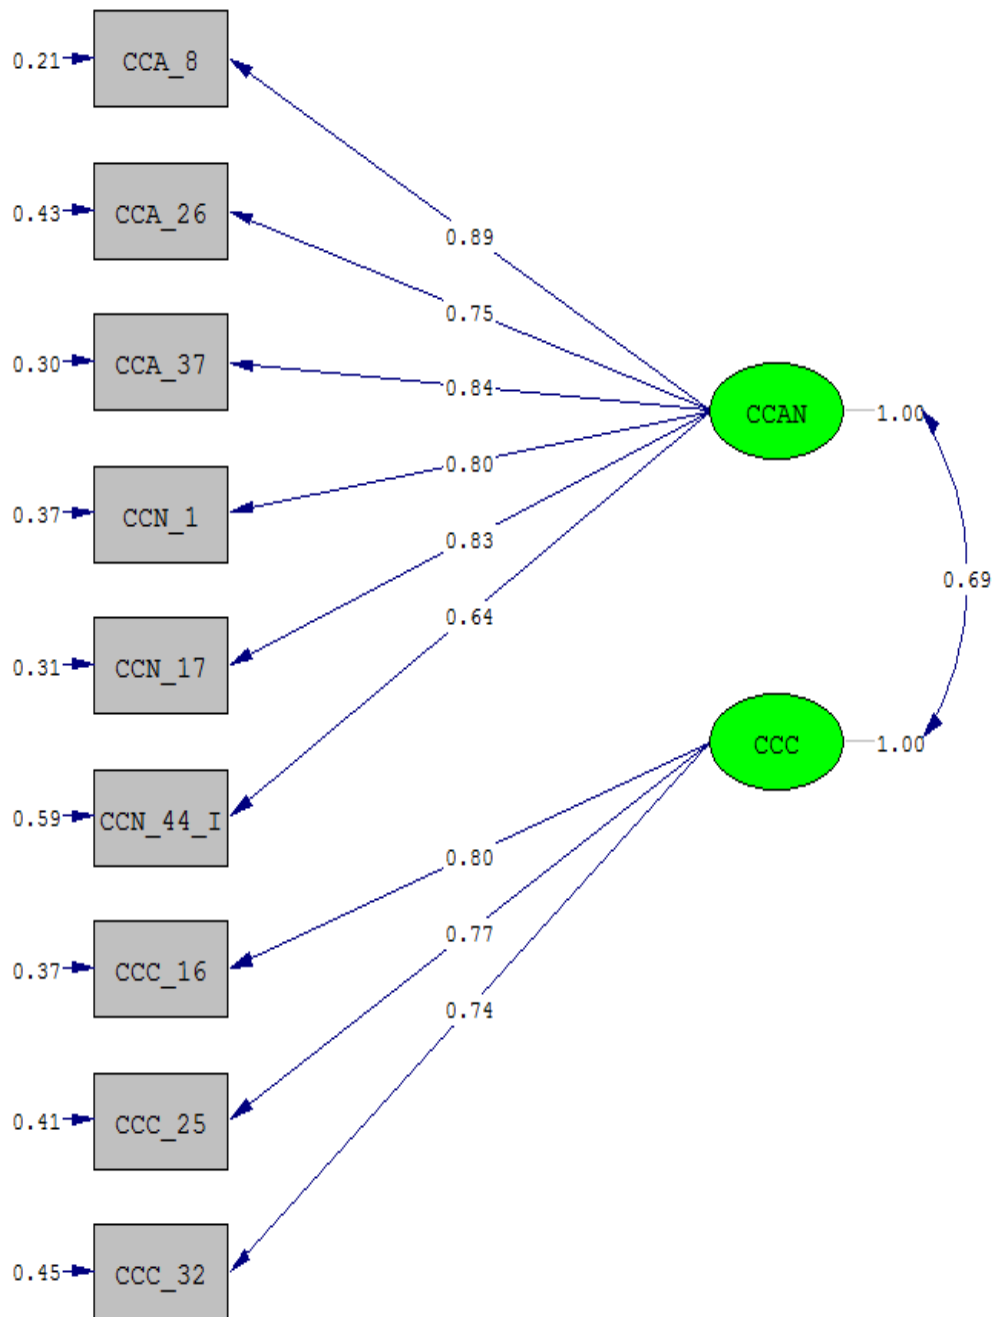 0.21 CCA_8
0.89
0.43 CCA_26
0.75
0.30 CCA_37
0.84
CCAN 1.00
0.80
0.37 CCN_1
0.83
0.69
0.64
0.31 CCN_17
CCC 1.00
0.59 CCN_44_I
0.80
0.77
0.37 CCC_16
0.74
0.41 CCC_25
0.45 CCC_32